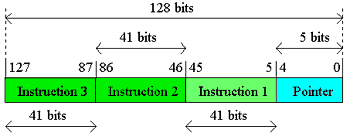 128 bits
41 bits 5 bits
127 87 86 46 45 5 4 0
Instruction 3 Instruction 2 Instruction 1 Pointer
41 bits 41 bits